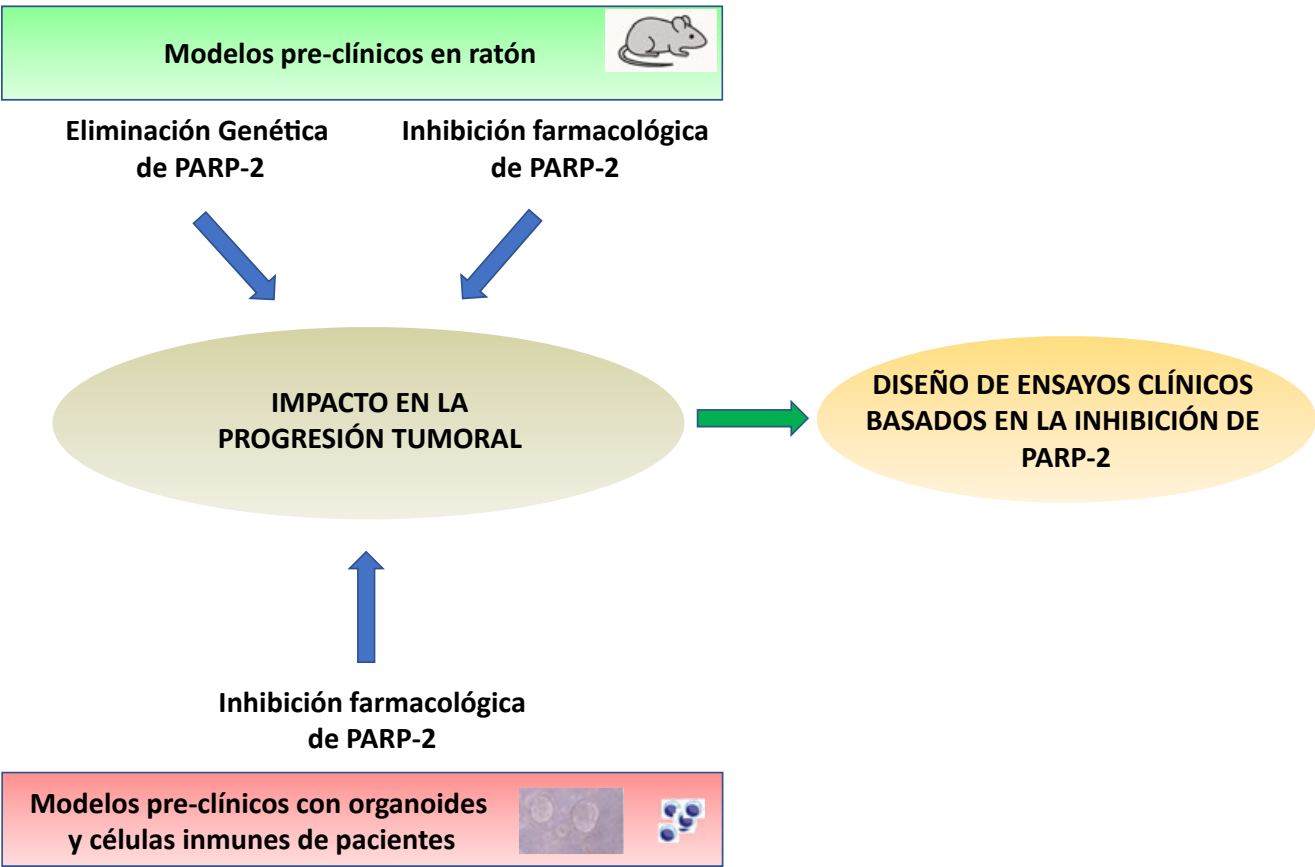 Modelos pre-clínicos en ratón
Eliminación Genética
de PARP-2
Inhibición farmacológica
de PARP-2
IMPACTO EN LA
PROGRESIÓN TUMORAL
DISEÑO DE ENSAYOS CLÍNICOS
BASADOS EN LA INHIBICIÓN DE
PARP-2
Inhibición farmacológica
de PARP-2
Modelos pre-clínicos con organoides
y células inmunes de pacientes